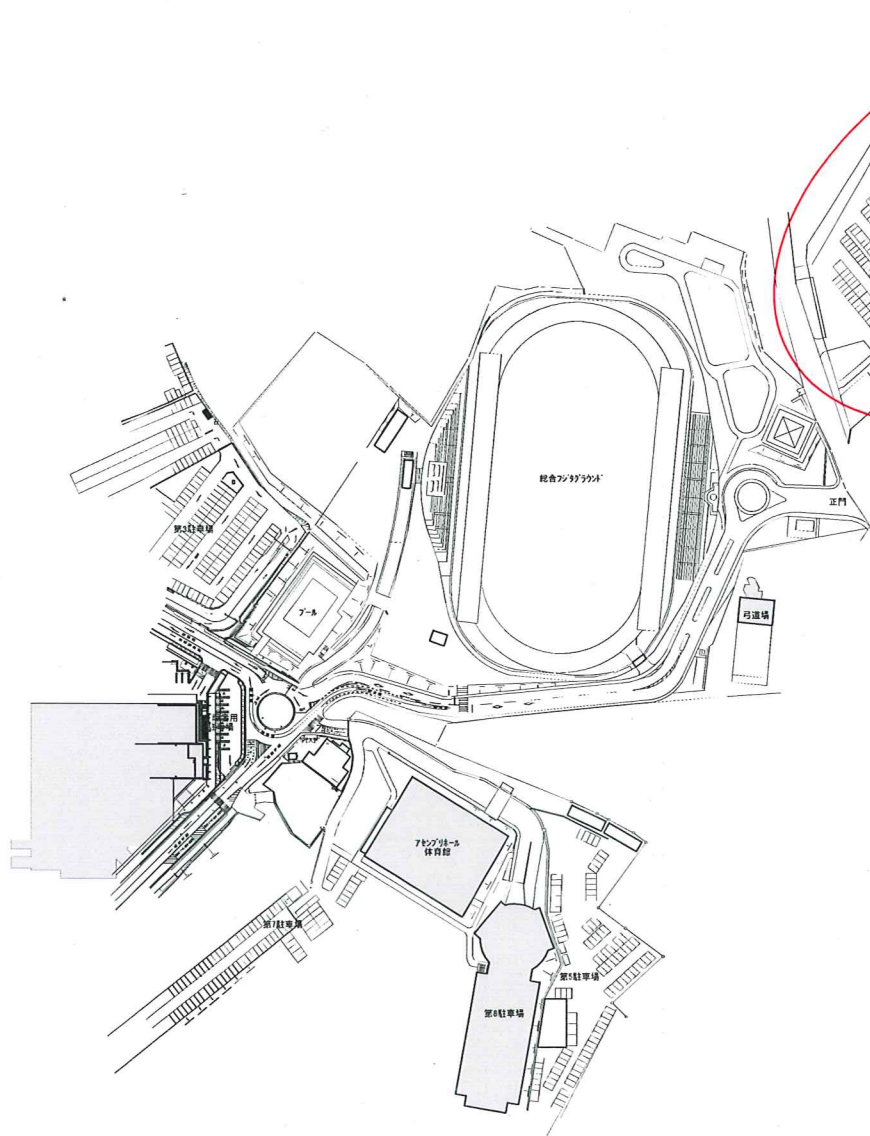 総合フジタグラウンド
正門
第3駐車場
プール
弓道場
アセンブリホール
体育館
第7駐車場
第5駐車場
第6駐車場